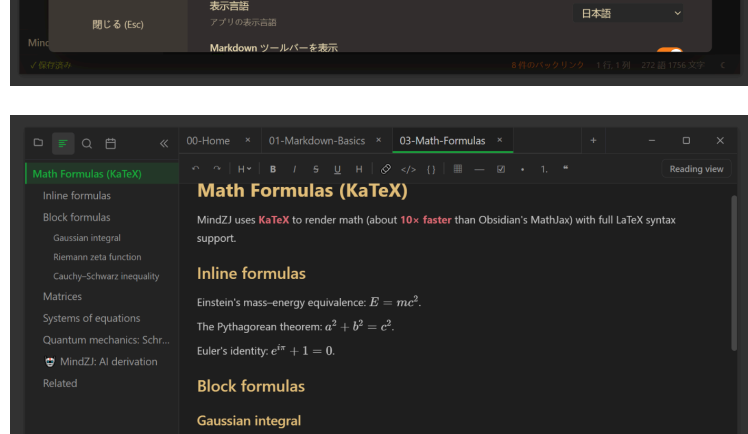 表示言語
アプリの表示言語
日本語
閉じる (Esc)
Mind
Markdown ツールバーを表示
✓ 保存済み
8 件のバックリンク 1 行, 1 列 272 語 1756 文字
00-Home × 01-Markdown-Basics × 03-Math-Formulas × +
H B I S U H </> {} 1. ❝ Reading view
Math Formulas (KaTeX)
Inline formulas
Block formulas
Gaussian integral
Riemann zeta function
Cauchy–Schwarz inequality
Matrices
Systems of equations
Quantum mechanics: Schr...
MindZJ: AI derivation
Related
Math Formulas (KaTeX)
MindZJ uses KaTeX to render math (about 10× faster than Obsidian's MathJax) with full LaTeX syntax
support.
Inline formulas
Einstein's mass–energy equivalence: E = mc².
The Pythagorean theorem: a² + b² = c².
Euler's identity: e^{iπ} + 1 = 0.
Block formulas
Gaussian integral